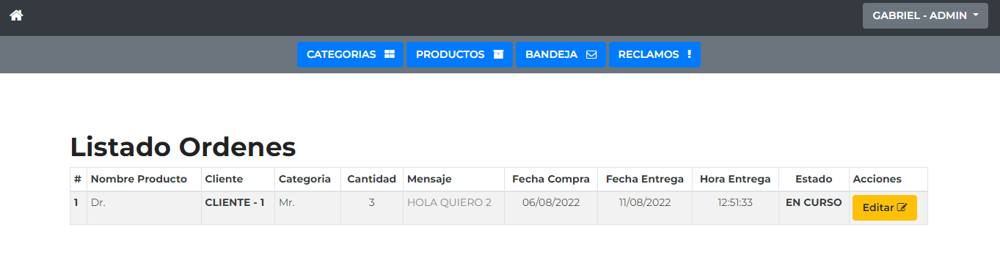 GABRIEL - ADMIN
CATEGORIAS PRODUCTOS BANDEJA RECLAMOS
Listado Ordenes
# Nombre Producto Cliente Categoria Cantidad Mensaje Fecha Compra Fecha Entrega Hora Entrega Estado Acciones
1 Dr. CLIENTE - 1 Mr. 3 HOLA QUIERO 2 06/08/2022 11/08/2022 12:51:33 EN CURSO Editar